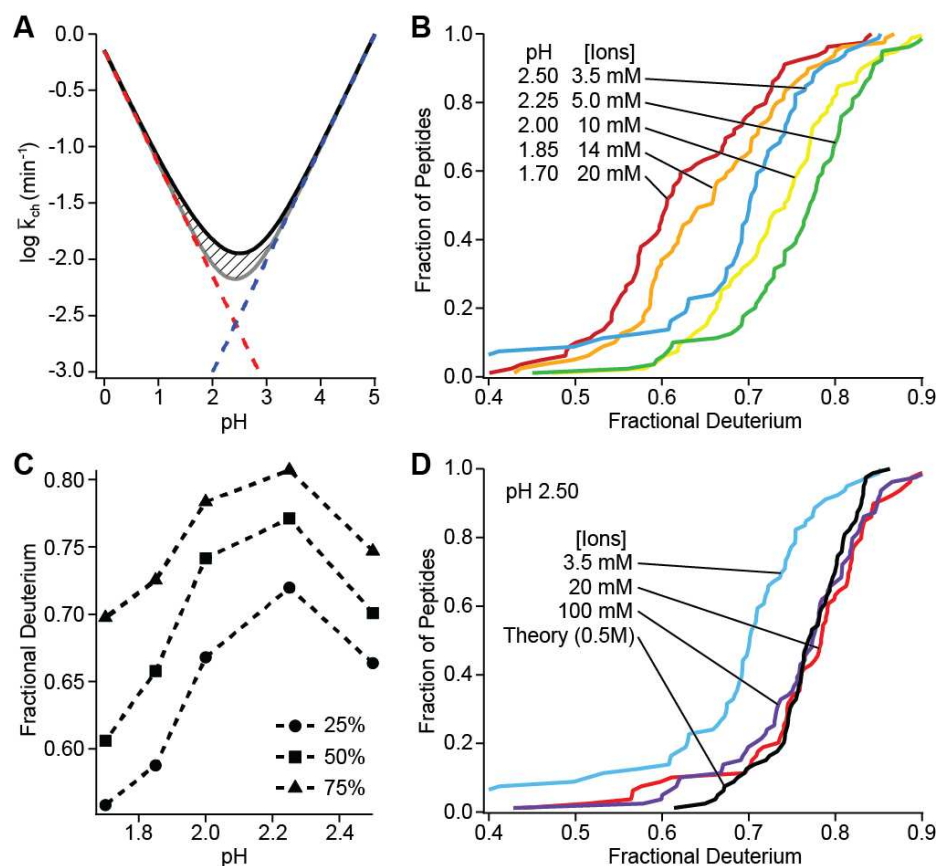 A
0.0
-0.5
-1.0
-1.5
-2.0
-2.5
-3.0
log k̅ch (min⁻¹)
0 1 2 3 4 5
pH
B
1.0
0.8
0.6
0.4
0.2
0.0
Fraction of Peptides
pH [Ions]
2.50 3.5 mM
2.25 5.0 mM
2.00 10 mM
1.85 14 mM
1.70 20 mM
0.4 0.5 0.6 0.7 0.8 0.9
Fractional Deuterium
C
0.80
0.75
0.70
0.65
0.60
Fractional Deuterium
25%
50%
75%
1.8 2.0 2.2 2.4
pH
D
1.0
0.8
0.6
0.4
0.2
0.0
Fraction of Peptides
pH 2.50
[Ions]
3.5 mM
20 mM
100 mM
Theory (0.5M)
0.4 0.5 0.6 0.7 0.8 0.9
Fractional Deuterium